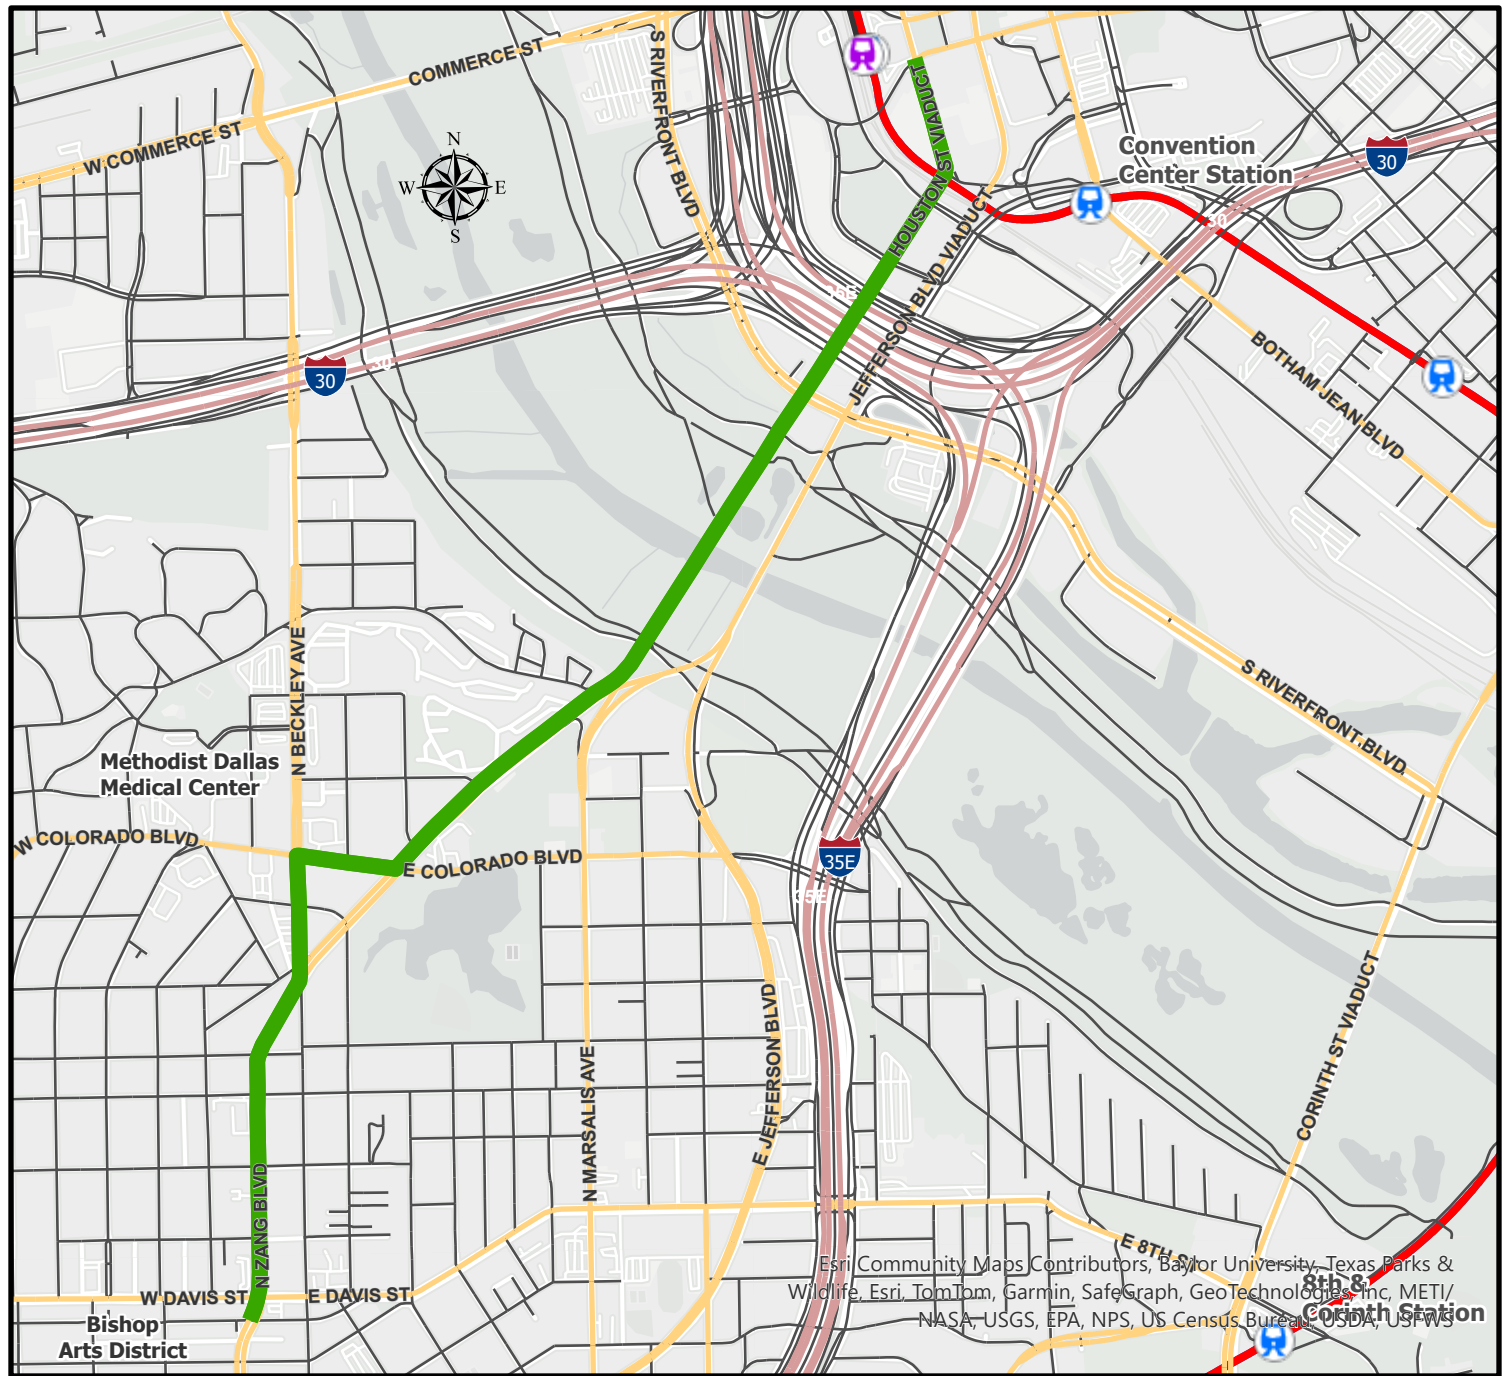 COMMERCE ST
S RIVERFRONT BLVD
HOUSTON ST VIADUCT
W COMMERCE ST
N
W
E
S
Convention
Center Station
30
30
JEFFERSON BLVD VIADUCT
35E
30
30
BOTHAM JEAN BLVD
N BECKLEY AVE
S RIVERFRONT BLVD
Methodist Dallas
Medical Center
W COLORADO BLVD
E COLORADO BLVD
35E
35E
N MARSALIS AVE
E JEFFERSON BLVD
CORINTH ST VIADUCT
N ZANG BLVD
W DAVIS ST
E DAVIS ST
Bishop
Arts District
E 8TH ST
8th &
Corinth Station
Esri Community Maps Contributors, Baylor University, Texas Parks &
Wildlife, Esri, TomTom, Garmin, SafeGraph, GeoTechnologies, Inc, METI/
NASA, USGS, EPA, NPS, US Census Bureau, USDA, USFWS